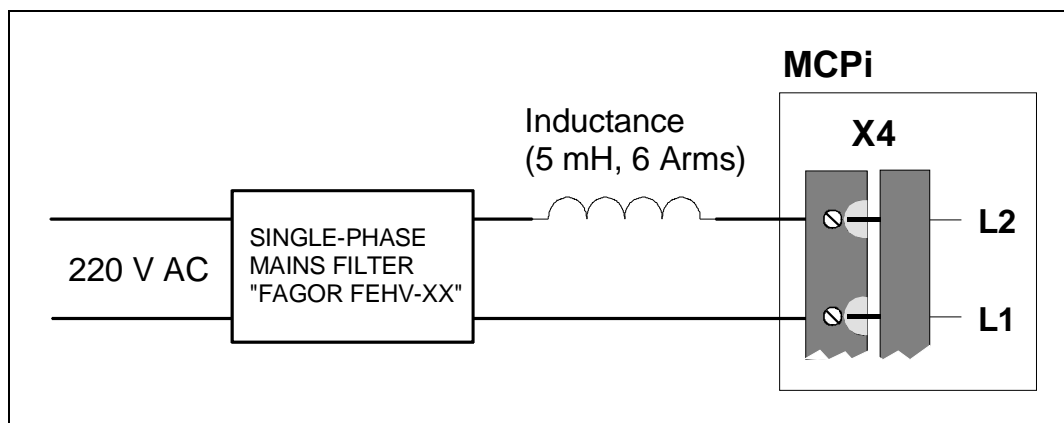 MCPi
X4
Inductance
(5 mH, 6 Arms)
L2
220 V AC
SINGLE-PHASE
MAINS FILTER
"FAGOR FEHV-XX"
L1